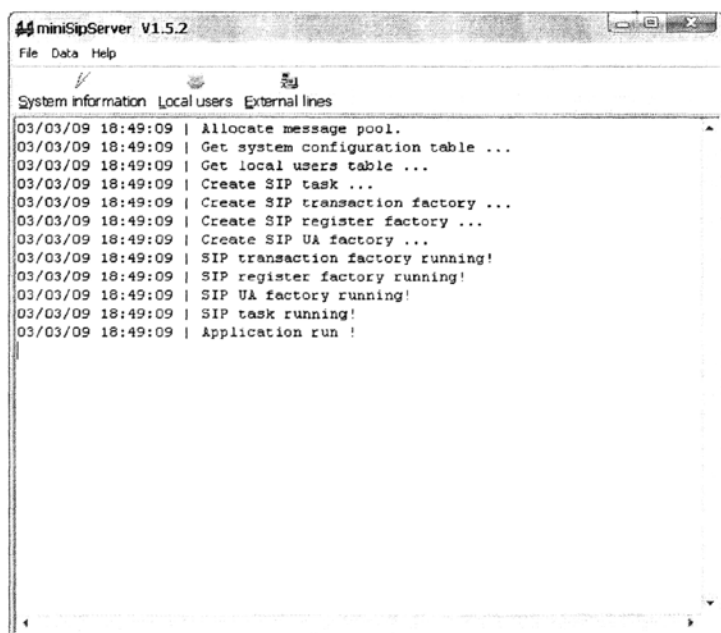 miniSipServer V1.5.2
File Data Help
System information Local users External lines
03/03/09 18:49:09 | Allocate message pool.
03/03/09 18:49:09 | Get system configuration table ...
03/03/09 18:49:09 | Get local users table ...
03/03/09 18:49:09 | Create SIP task ...
03/03/09 18:49:09 | Create SIP transaction factory ...
03/03/09 18:49:09 | Create SIP register factory ...
03/03/09 18:49:09 | Create SIP UA factory ...
03/03/09 18:49:09 | SIP transaction factory running!
03/03/09 18:49:09 | SIP register factory running!
03/03/09 18:49:09 | SIP UA factory running!
03/03/09 18:49:09 | SIP task running!
03/03/09 18:49:09 | Application run !